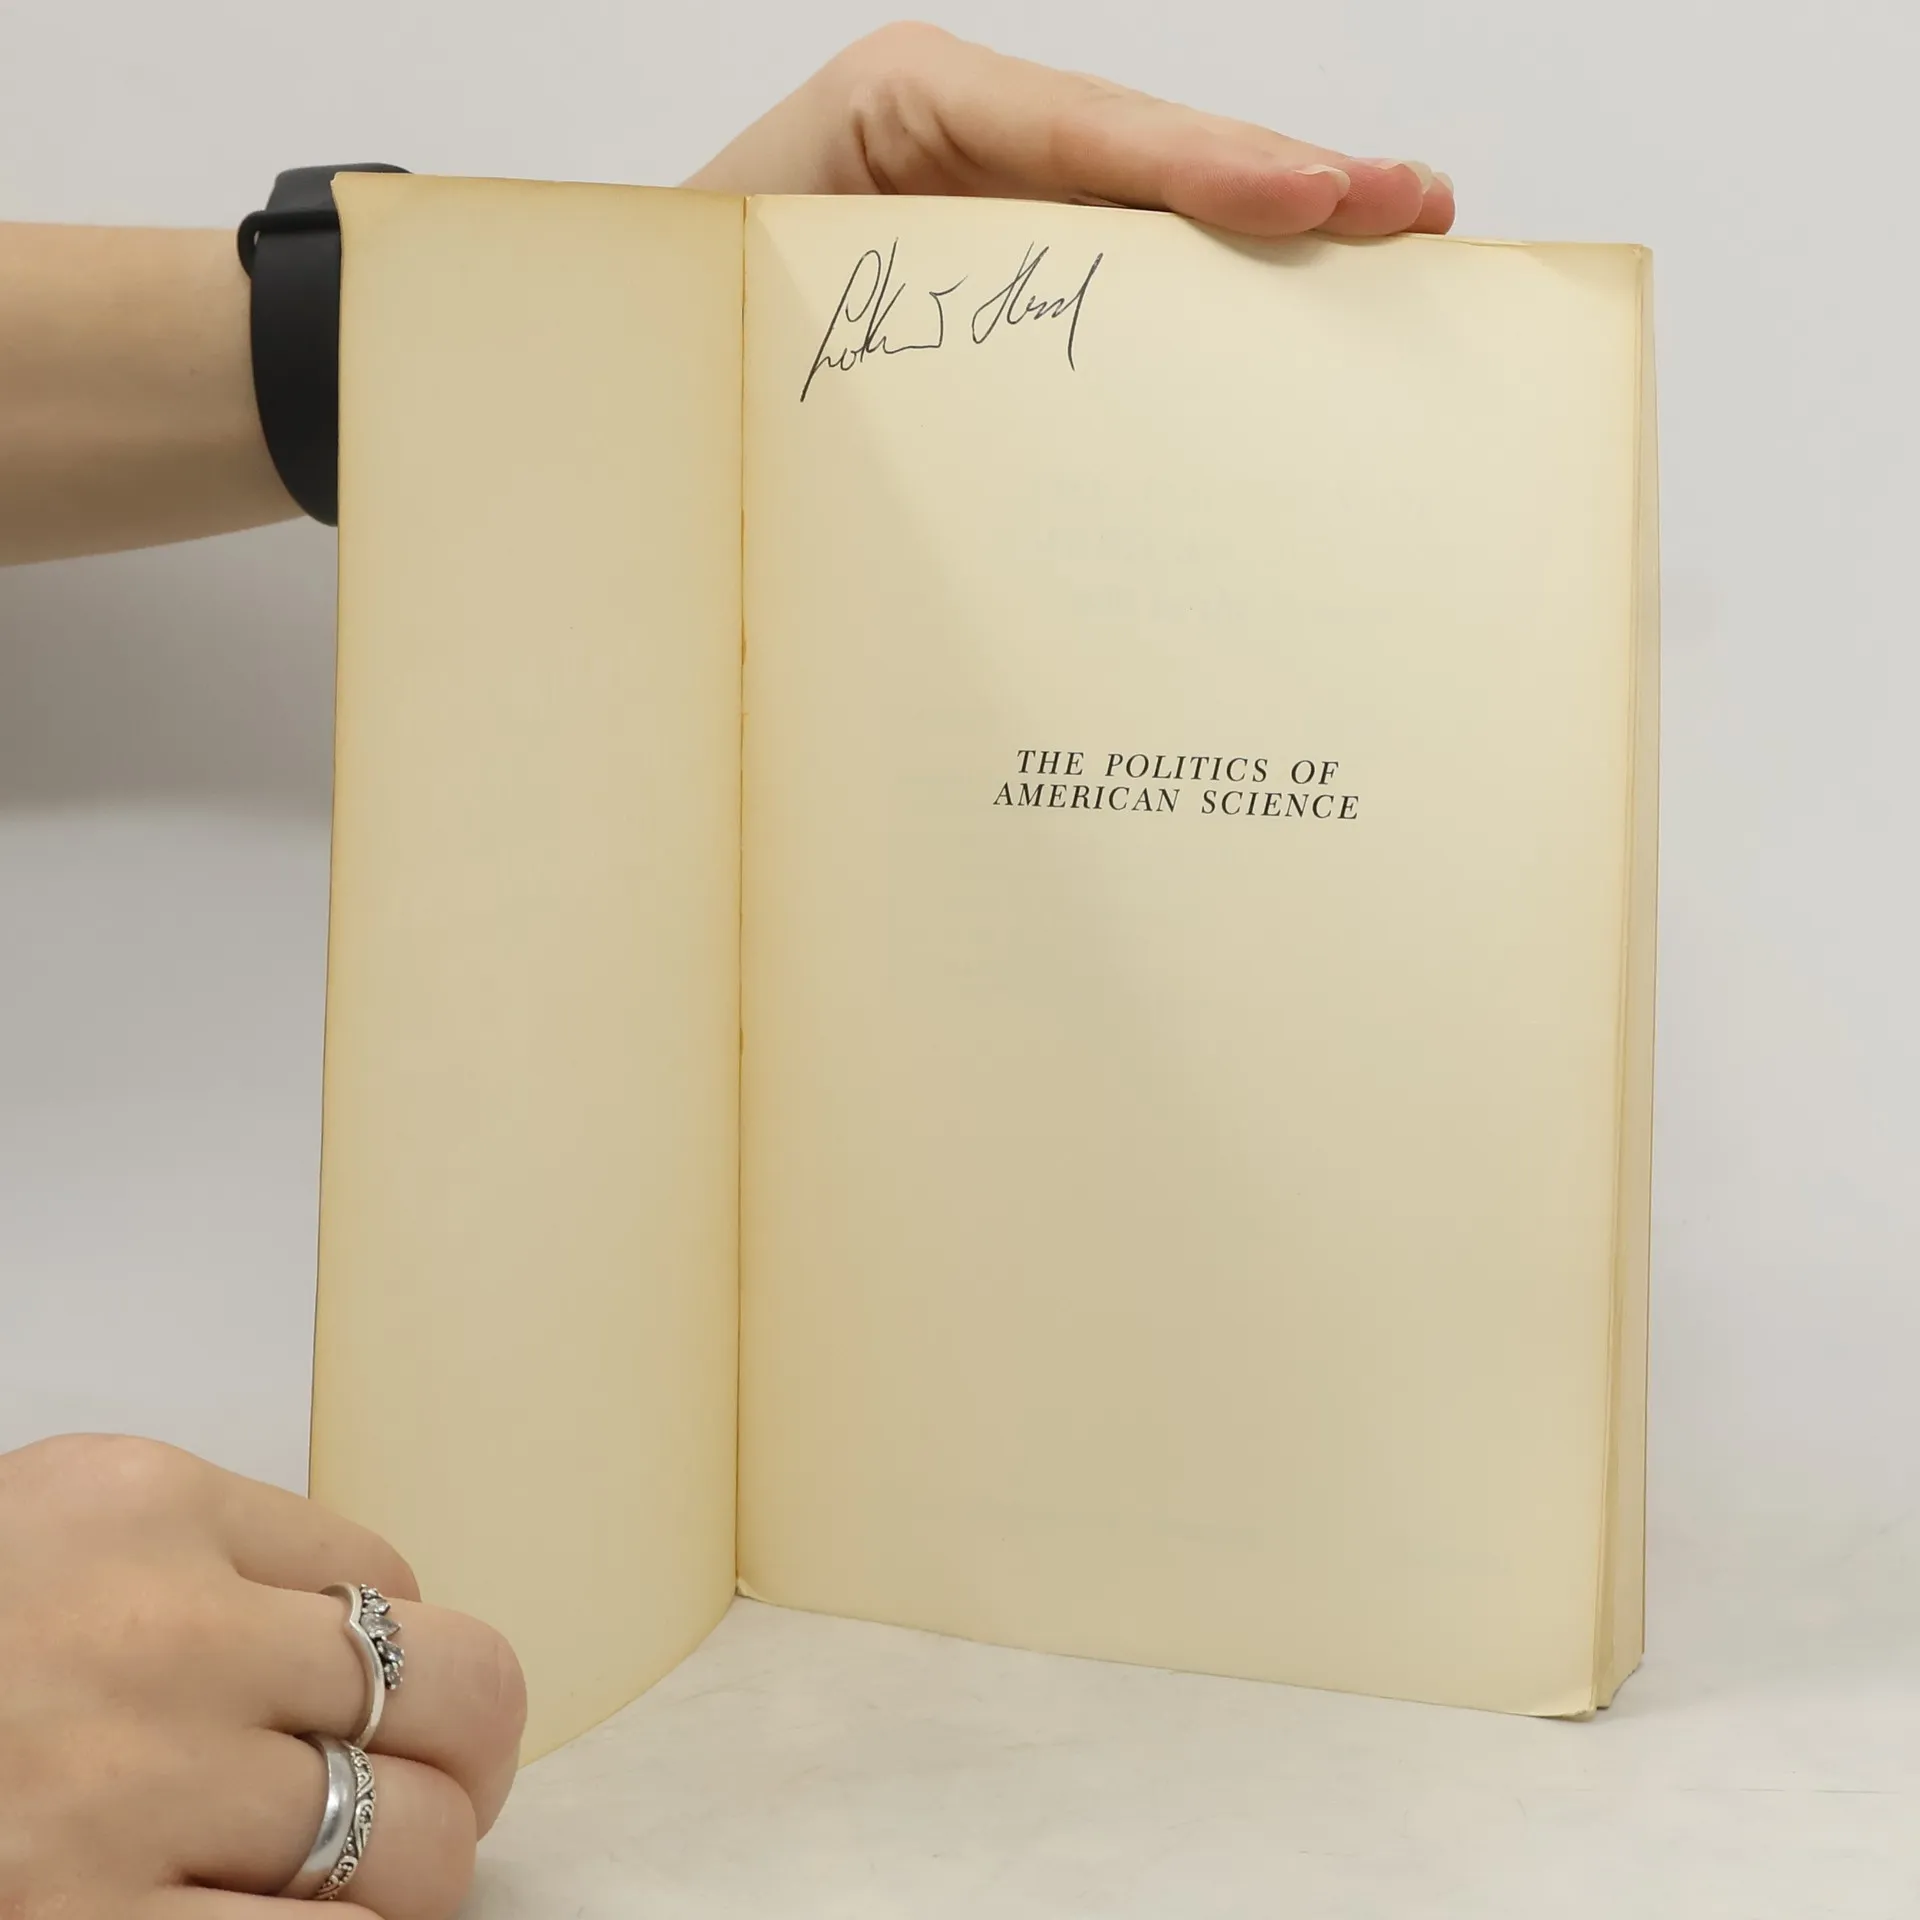 THE POLITICS OF
AMERICAN SCIENCE